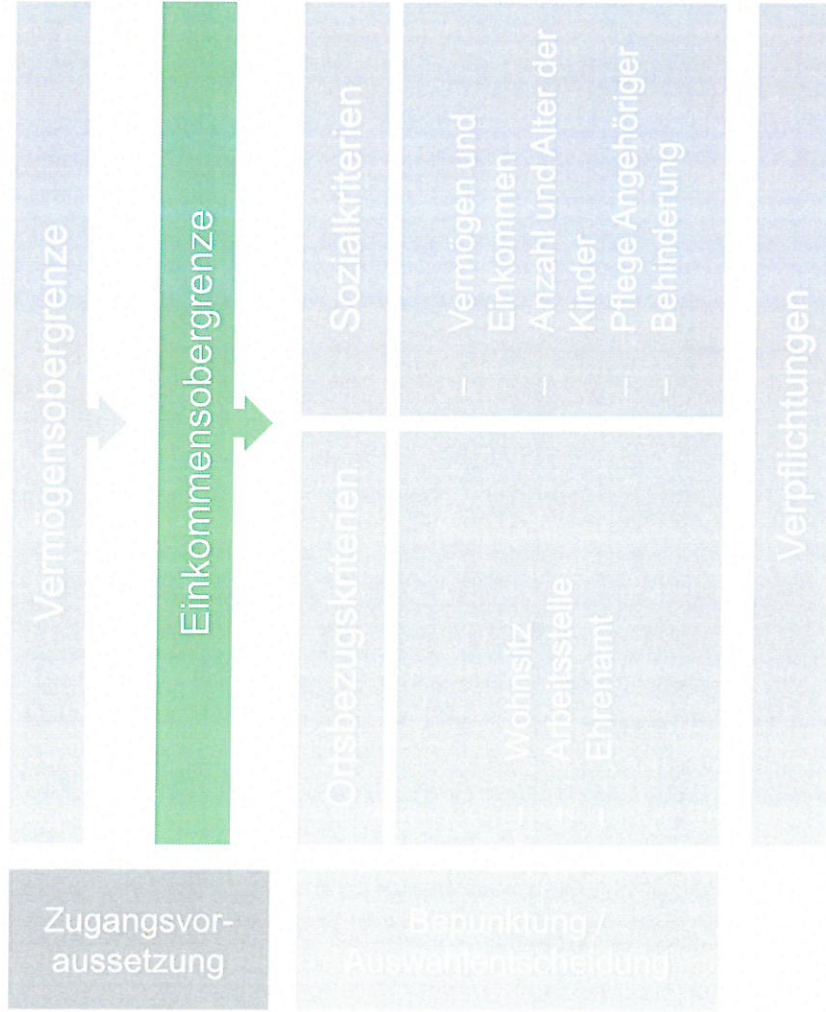 Vermögensobergrenze
Einkommensobergrenze
Zugangsvor-
aussetzung
Ortsbezugskriterien
Sozialkriterien
– Wohnsitz
– Arbeitsstelle
– Ehrenamt
– Vermögen und
Einkommen
– Anzahl und Alter der
Kinder
– Pflege Angehöriger
– Behinderung
Bepunktung /
Auswahlentscheidung
Verpflichtungen